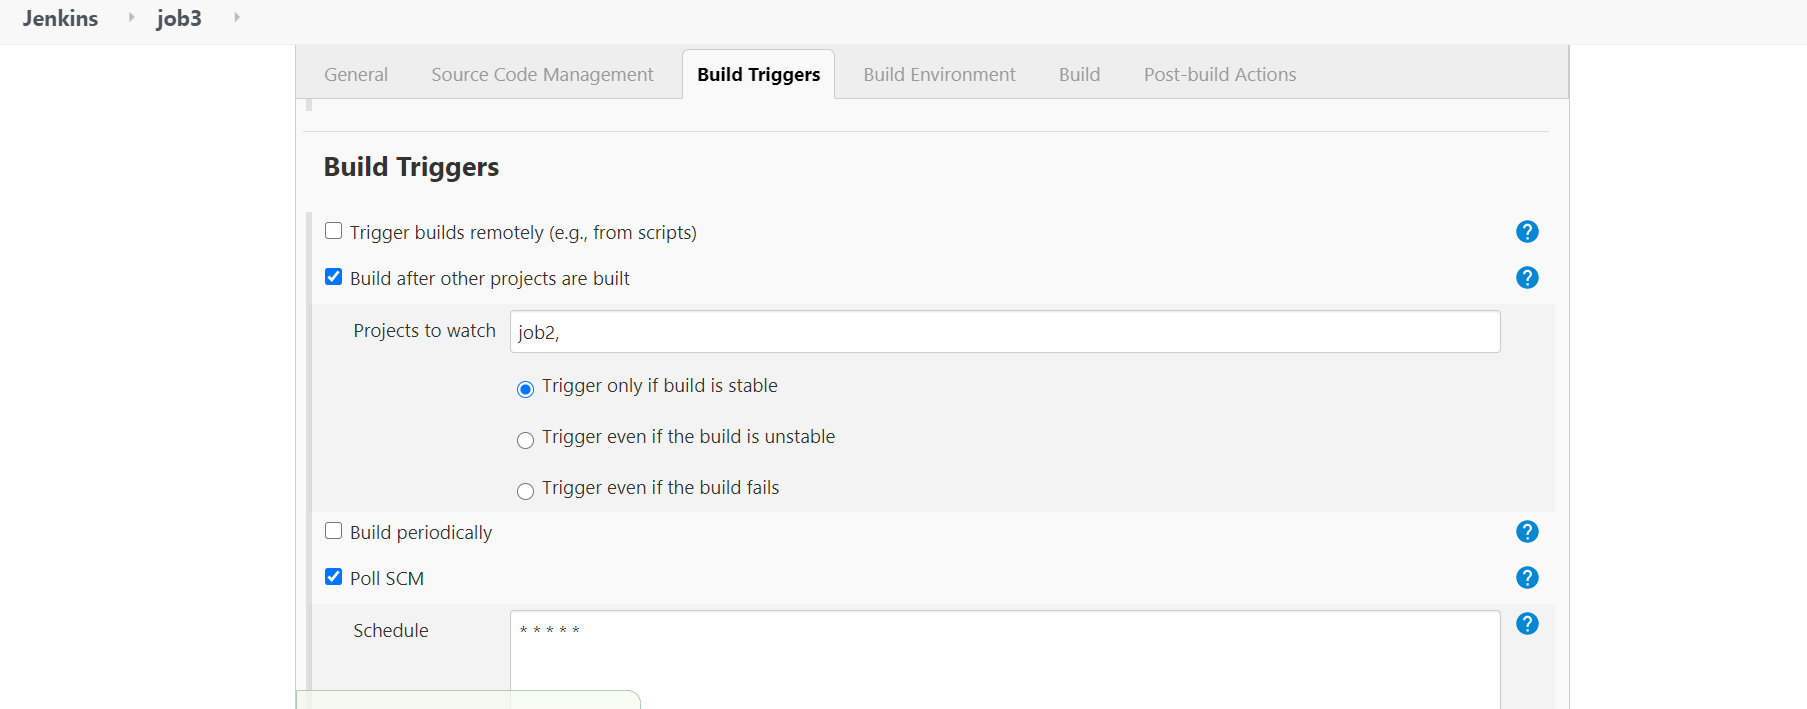 Jenkins job3
General Source Code Management Build Triggers Build Environment Build Post-build Actions
Build Triggers
Trigger builds remotely (e.g., from scripts) ?
Build after other projects are built ?
Projects to watch job2,
Trigger only if build is stable
Trigger even if the build is unstable
Trigger even if the build fails
Build periodically ?
Poll SCM ?
Schedule * * * * * ?